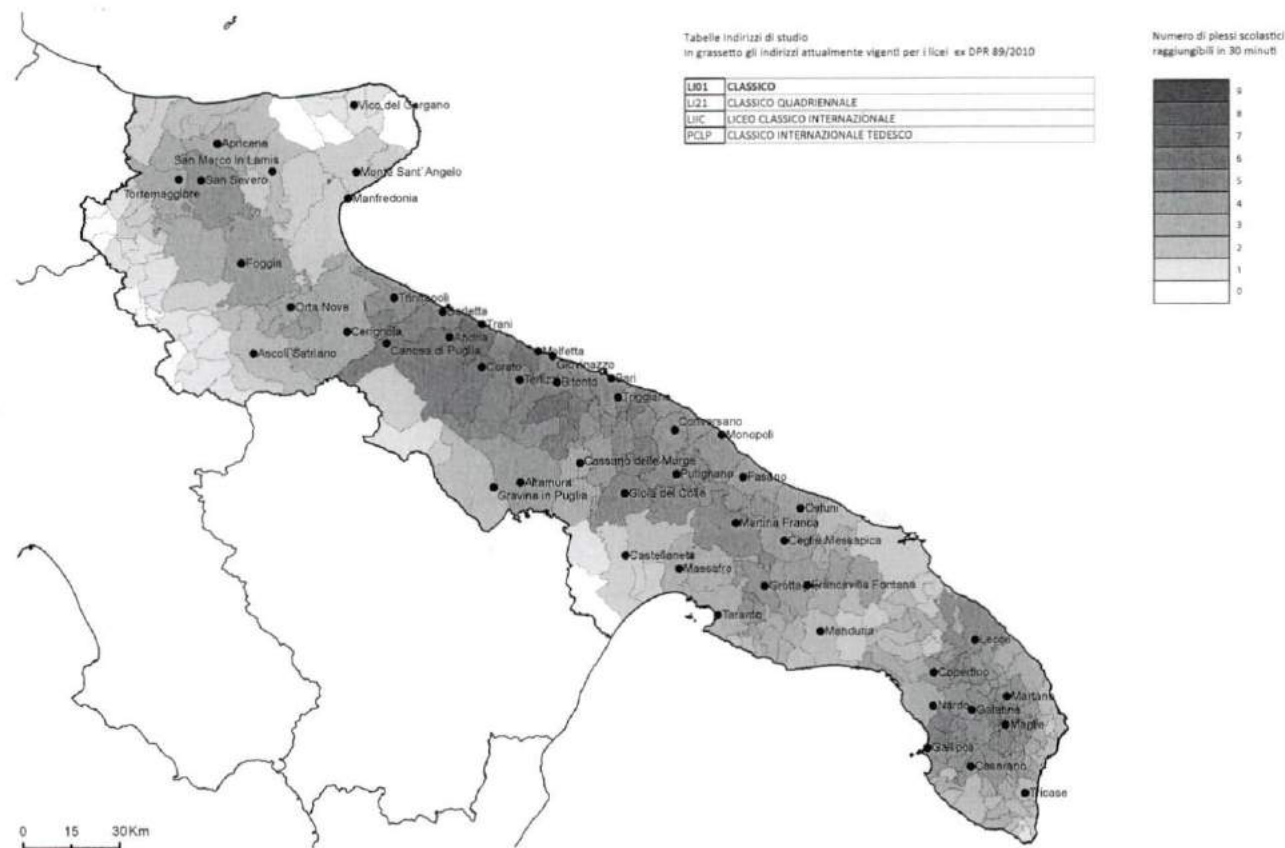 Tabelle Indirizzi di studio
In grassetto gli indirizzi attualmente vigenti per i licei ex DPR 89/2010
LI01 CLASSICO
LI21 CLASSICO QUADRIENNALE
LIIC LICEO CLASSICO INTERNAZIONALE
PCLP CLASSICO INTERNAZIONALE TEDESCO
Numero di plessi scolastici
raggiungibili in 30 minuti
9
8
7
6
5
4
3
2
1
0
Vico del Gargano
Apricena
San Marco in Lamis
Monte Sant'Angelo
San Severo
Torremaggiore
Manfredonia
Foggia
Trinitapoli
Orta Nova
Barletta
Trani
Cerignola
Andria
Canosa di Puglia
Ascoli Satriano
Molfetta
Giovinazzo
Corato
Terlizzi
Bitonto
Bari
Triggiano
Conversano
Monopoli
Cassano delle Murge
Putignano
Fasano
Altamura
Gravina in Puglia
Gioia del Colle
Ostuni
Martina Franca
Ceglie Messapica
Castellaneta
Massafra
Grottaglie
Francavilla Fontana
Taranto
Manduria
Lecce
Copertino
Martano
Nardò
Galatina
Maglie
Gallipoli
Casarano
Tricase
0 15 30 Km